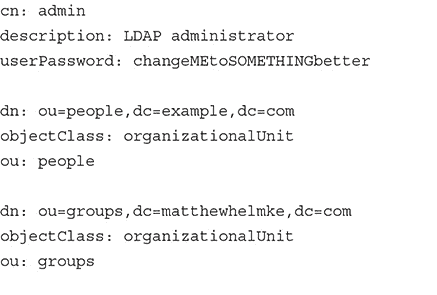 cn: admin
description: LDAP administrator
userPassword: changeMEtoSOMETHINGbetter
dn: ou=people,dc=example,dc=com
objectClass: organizationalUnit
ou: people
dn: ou=groups,dc=matthewhelmke,dc=com
objectClass: organizationalUnit
ou: groups